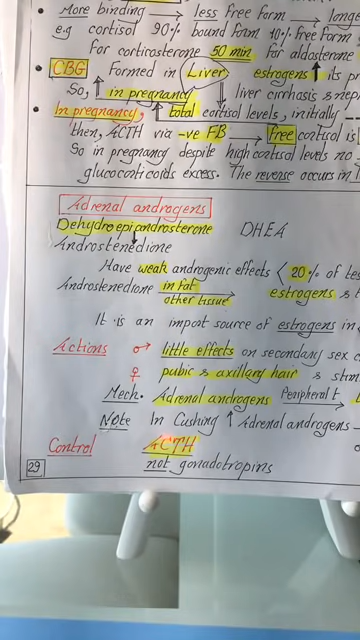 • More binding → less free form → long
e.g cortisol 90% bound form 10% free form
For corticosterone 50 min for aldosterone
• CBG ↑ Formed in Liver estrogens ↑ its p
So, ↑ in pregnancy ↓ liver cirrhosis & nep
• In pregnancy, ↑ total cortisol levels, initially
then, ACTH via -ve FB → free cortisol is
So in pregnancy despite high cortisol levels no
glucocorticoids excess. The reverse occurs in
Adrenal androgens
Dehydroepiandrosterone DHEA
Androstenedione
Have weak androgenic effects < 20% of tes
Androstenedione in fat → estrogens &
other tissue
It is an import source of estrogens in
Actions ♂ little effects on secondary sex c
♀ pubic & axillary hair & stim
Mech. Adrenal androgens Peripheral t →
Note In Cushing ↑ Adrenal androgens
Control ACTH
not gonadotropins
29